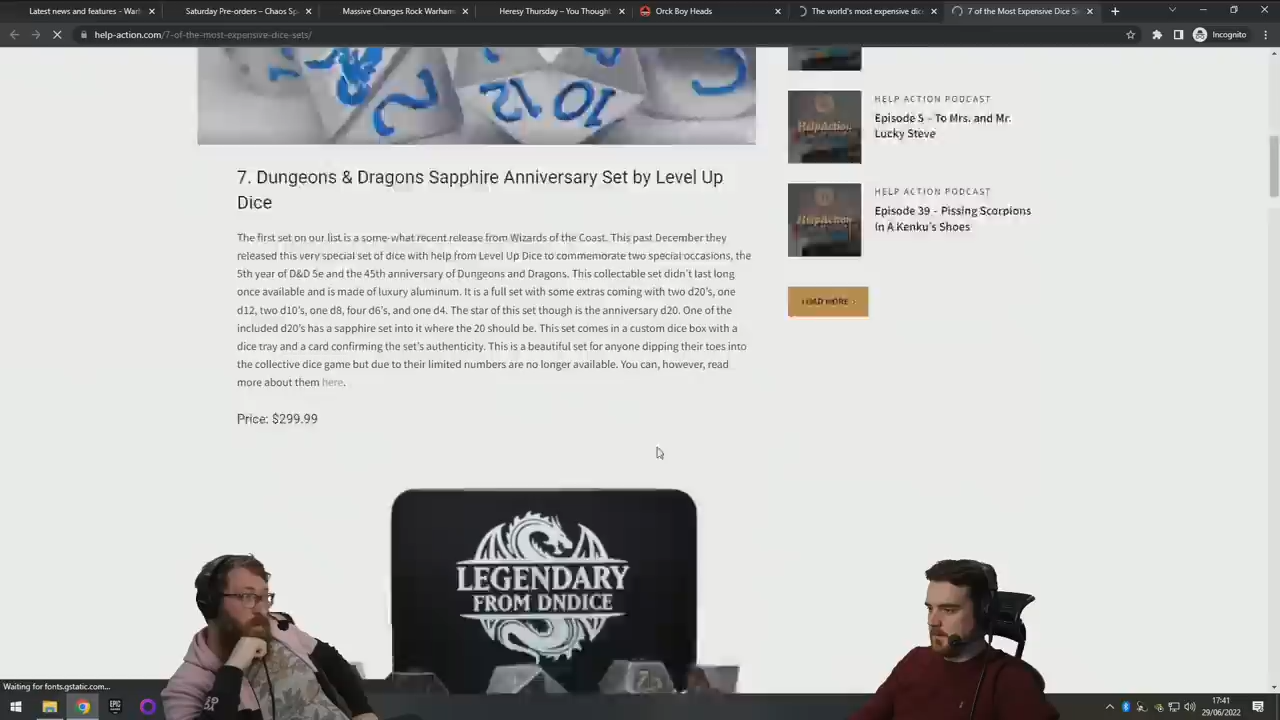 Latest news and features - Warh
Saturday Pre-orders – Chaos Sp
Massive Changes Rock Warham
Heresy Thursday – You Thought
Orck Boy Heads
The world's most expensive dice
7 of the Most Expensive Dice Se
help-action.com/7-of-the-most-expensive-dice-sets/
Incognito
7. Dungeons & Dragons Sapphire Anniversary Set by Level Up
Dice
The first set on our list is a some-what recent release from Wizards of the Coast. This past December they
released this very special set of dice with help from Level Up Dice to commemorate two special occasions, the
5th year of D&D 5e and the 45th anniversary of Dungeons and Dragons. This collectable set didn't last long
once available and is made of luxury aluminum. It is a full set with some extras coming with two d20's, one
d12, two d10's, one d8, four d6's, and one d4. The star of this set though is the anniversary d20. One of the
included d20's has a sapphire set into it where the 20 should be. This set comes in a custom dice box with a
dice tray and a card confirming the set's authenticity. This is a beautiful set for anyone dipping their toes into
the collective dice game but due to their limited numbers are no longer available. You can, however, read
more about them here.
Price: $299.99
LEGENDARY
FROM DNDICE
HELP ACTION PODCAST
Episode 5 – To Mrs. and Mr.
Lucky Steve
HelpAction
HELP ACTION PODCAST
Episode 39 - Pissing Scorpions
In A Kenku's Shoes
HelpAction
LOAD MORE
Waiting for fonts.gstatic.com...
EPIC
17:41
29/06/2022